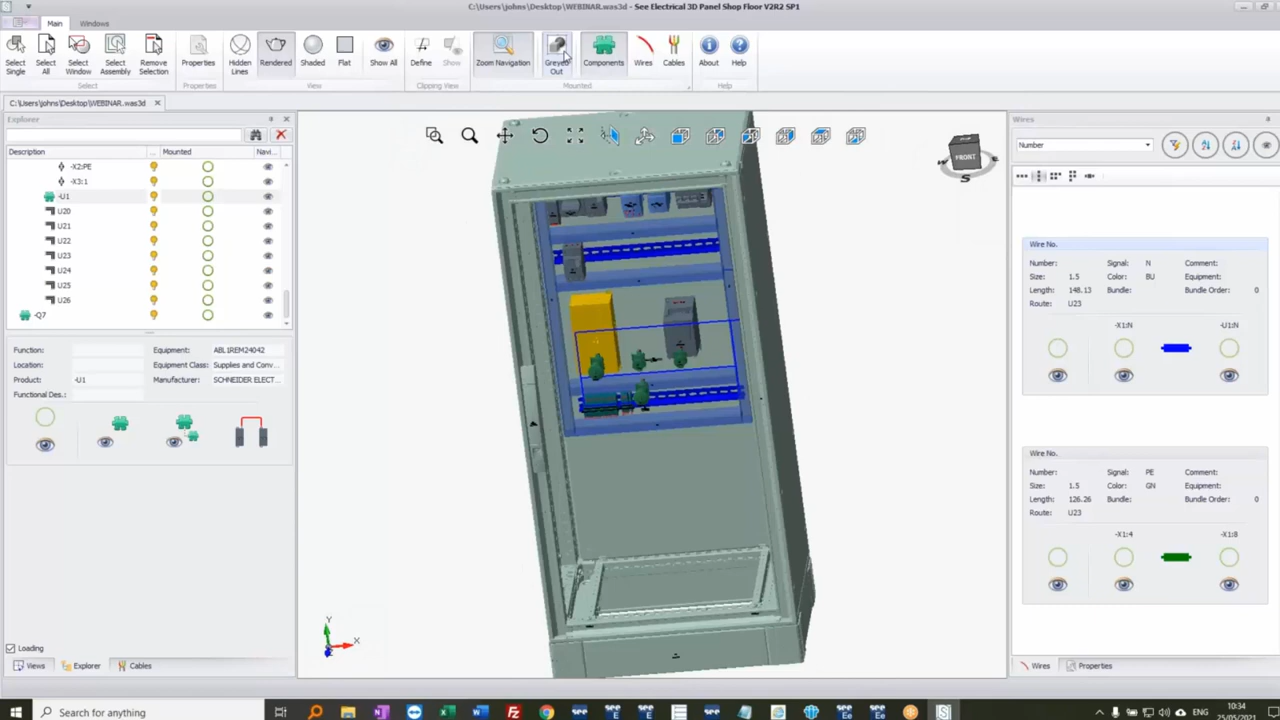 C:\Users\johns\Desktop\WEBINAR.was3d - See Electrical 3D Panel Shop Floor V2R2 SP1
Main Windows
Select Single
Select All
Select Window
Select Assembly
Remove Selection
Properties
Hidden Lines
Rendered
Shaded
Flat
Show All
Define
Show
Zoom Navigation
Greyed Out
Components
Wires
Cables
About
Help
Select Properties View Clipping View Mounted Help
C:\Users\johns\Desktop\WEBINAR.was3d
Explorer
Description ... Mounted Navi...
-X2:PE
-X3:1
-U1
U20
U21
U22
U23
U24
U25
U26
-Q7
Function: Equipment: ABL1REM24042
Location: Equipment Class: Supplies and Conv...
Product: -U1 Manufacturer: SCHNEIDER ELECT...
Functional Des.:
Loading
Views Explorer Cables
FRONT
S
Y
X
Wires
Number
Wire No.
Number: Signal: N Comment:
Size: 1.5 Color: BU Equipment:
Length: 148.13 Bundle: Bundle Order: 0
Route: U23
-X1:N -U1:N
Wire No.
Number: Signal: PE Comment:
Size: 1.5 Color: GN Equipment:
Length: 126.26 Bundle: Bundle Order: 0
Route: U23
-X1:4 -X1:8
Wires Properties
Search for anything
ENG
10:34
25/05/2021